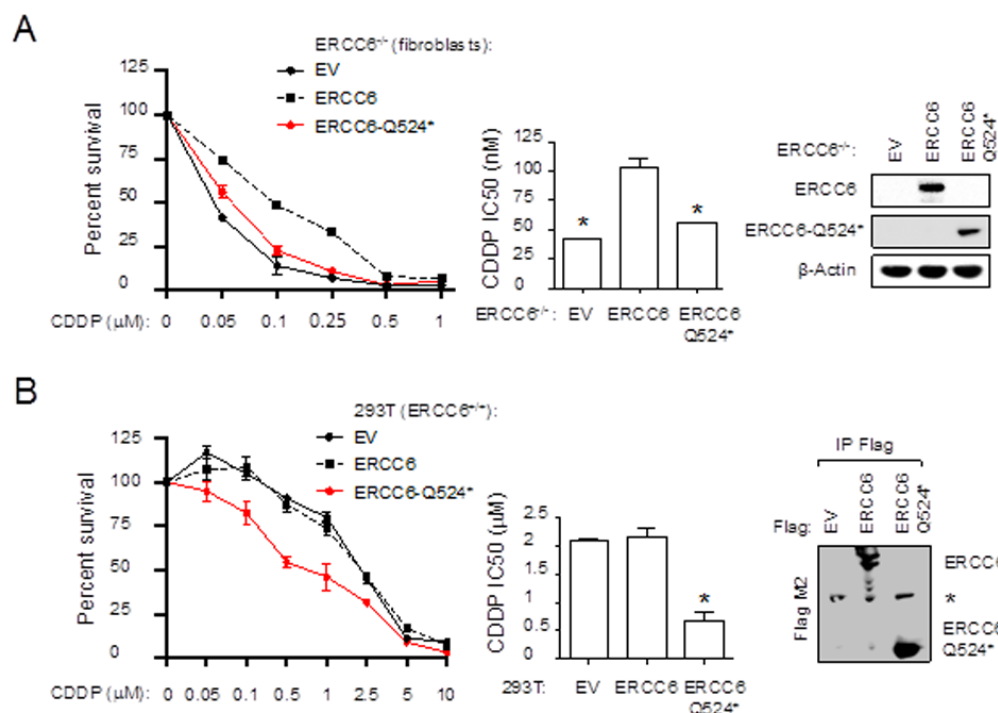 A
ERCC6-/- (fibroblasts):
EV
ERCC6
ERCC6-Q524*
Percent survival
125
100
75
50
25
0
CDDP (μM): 0 0.05 0.1 0.25 0.5 1
CDDP IC50 (nM)
125
100
75
50
25
0
* *
ERCC6-/-: EV ERCC6 ERCC6
Q524*
ERCC6-/-: EV ERCC6 ERCC6
Q524*
ERCC6
ERCC6-Q524*
β-Actin
B
293T (ERCC6+/+):
EV
ERCC6
ERCC6-Q524*
Percent survival
125
100
75
50
25
0
CDDP (μM): 0 0.05 0.1 0.5 1 2.5 5 10
CDDP IC50 (μM)
2.5
2
1.5
1
0.5
0
*
293T: EV ERCC6 ERCC6
Q524*
IP Flag
Flag: EV ERCC6 ERCC6
Q524*
Flag M2
ERCC6
*
ERCC6
Q524*